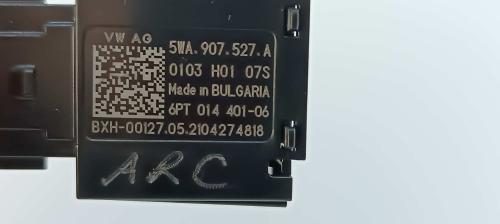 VW AG
5WA.907.527.A
0103 H01 07S
Made in BULGARIA
6PT 014 401-06
BXH-00127.05.2104274818
ARC